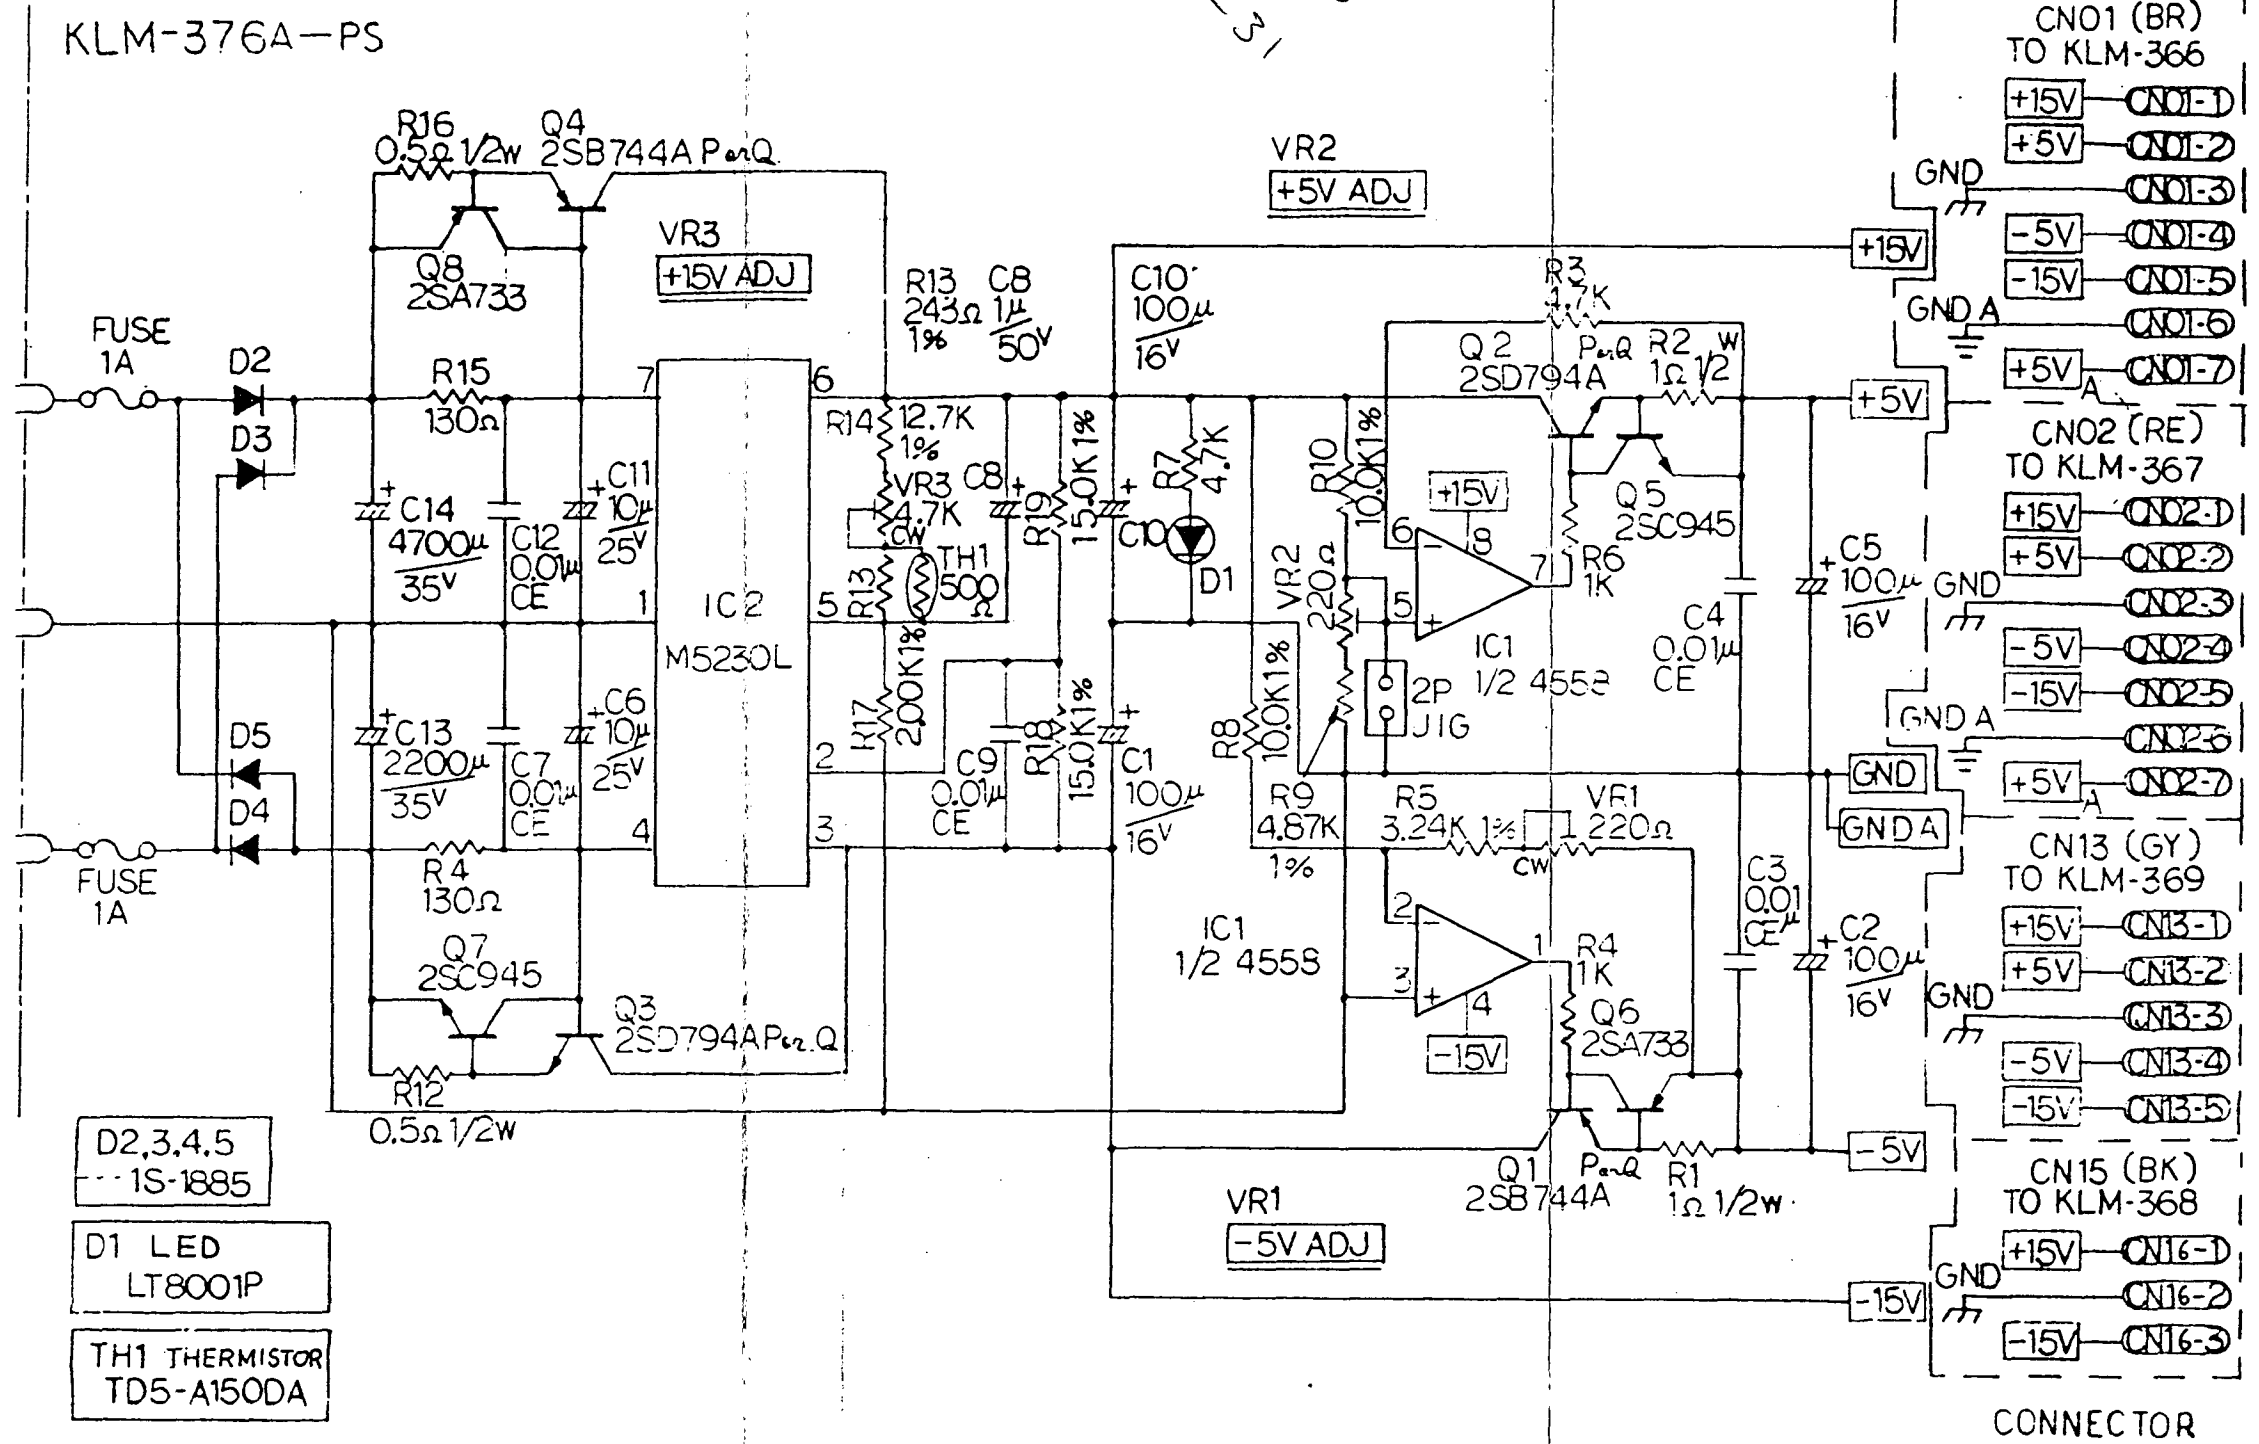 KLM-376A-PS
31
R16
0.5Ω 1/2W
Q4
2SB744A P or Q
Q8
2SA733
VR3
+15V ADJ
VR2
+5V ADJ
FUSE
1A
D2
D3
R15
130Ω
C14
4700μ
35V
C12
0.01μ
CE
+ C11
10μ
25V
7
6
1
5
IC2
M5230L
2
4
3
R13
243Ω
1%
C8
1μ
50V
C10
100μ
16V
R14
12.7K
1%
VR3
4.7K
CW
R13
TH1
500
Ω
C8
R19
15.0K 1%
C10
R7
4.7K
D1
R10
10.0K 1%
VR2
220Ω
R3
4.7K
Q2
2SD794A
P or Q
R2
1Ω 1/2
W
+15V
8
6
−
7
5
+
Q5
2SC945
R6
1K
IC1
1/2 4558
C4
0.01μ
CE
+ C5
100μ
16V
2P
JIG
D5
D4
FUSE
1A
C13
2200μ
35V
C7
0.01μ
CE
+ C6
10μ
25V
R4
130Ω
R17
2.00K 1%
C9
0.01μ
CE
R18
15.0K 1%
C1
100μ
16V
R8
10.0K 1%
R9
4.87K
1%
R5
3.24K 1%
VR1
220Ω
CW
IC1
1/2 4558
2
−
1
3
+
4
-15V
R4
1K
Q6
2SA733
C3
0.01
CE μ
+ C2
100μ
16V
Q7
2SC945
Q3
2SD794A P or Q
R12
0.5Ω 1/2W
Q1
2SB744A
P or Q
R1
1Ω 1/2W
VR1
-5V ADJ
+15V
+5V
GND
GND A
-5V
-15V
D2,3,4,5
---- 1S-1885
D1 LED
LT8001P
TH1 THERMISTOR
TD5-A150DA
CN01 (BR)
TO KLM-366
+15V CN01-1
+5V CN01-2
GND CN01-3
-5V CN01-4
-15V CN01-5
GND A CN01-6
+5V CN01-7
A
CN02 (RE)
TO KLM-367
+15V CN02-1
+5V CN02-2
GND CN02-3
-5V CN02-4
-15V CN02-5
GND A CN02-6
+5V CN02-7
A
CN13 (GY)
TO KLM-369
+15V CN13-1
+5V CN13-2
GND CN13-3
-5V CN13-4
-15V CN13-5
CN15 (BK)
TO KLM-368
+15V CN16-1
GND CN16-2
-15V CN16-3
CONNECTOR